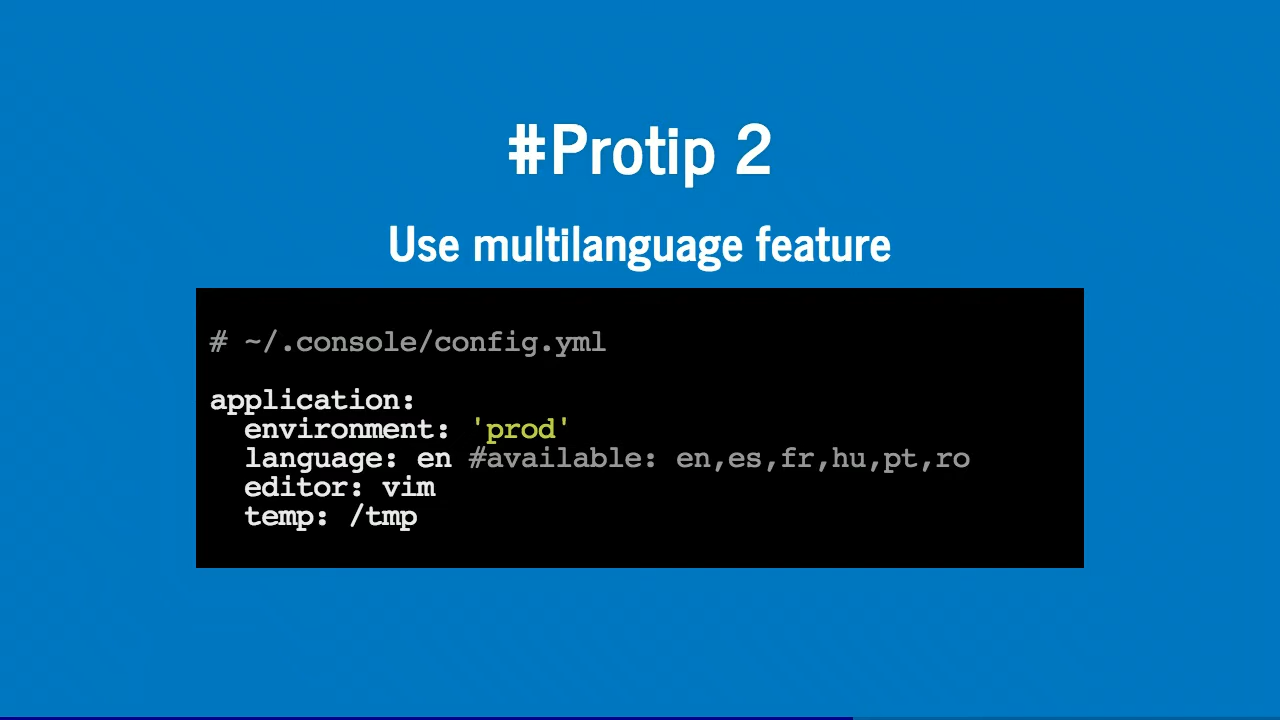 #Protip 2
Use multilanguage feature
# ~/.console/config.yml
application:
  environment: 'prod'
  language: en #available: en,es,fr,hu,pt,ro
  editor: vim
  temp: /tmp